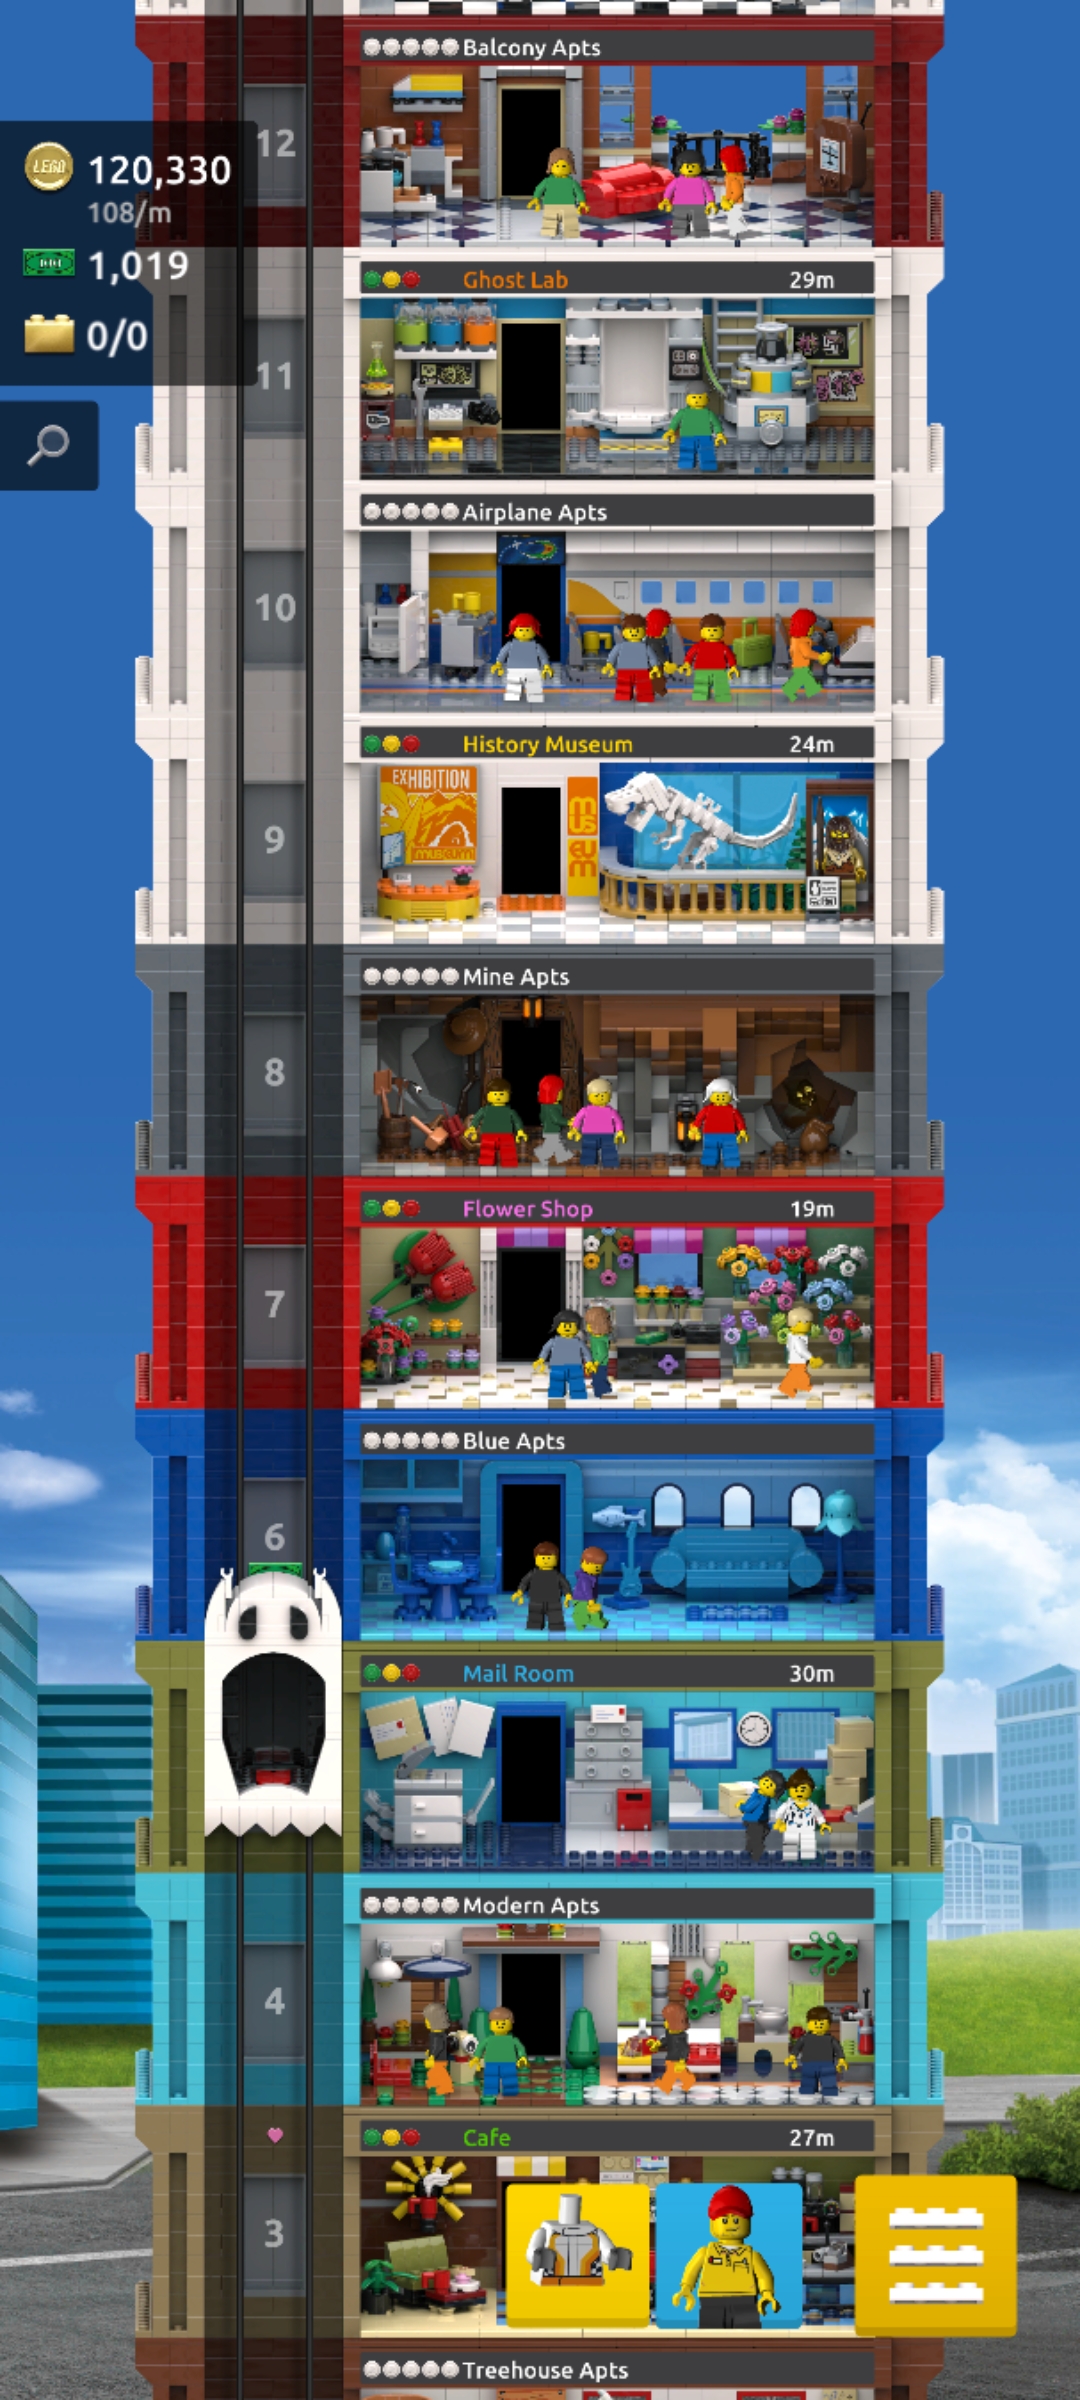 Balcony Apts
12
LEGO
120,330
108/m
1,019
0/0
Ghost Lab 29m
11
Airplane Apts
10
History Museum 24m
EXHIBITION
MUSEUM
9
Mine Apts
8
Flower Shop 19m
7
Blue Apts
6
Mail Room 30m
Modern Apts
4
Cafe 27m
3
Treehouse Apts